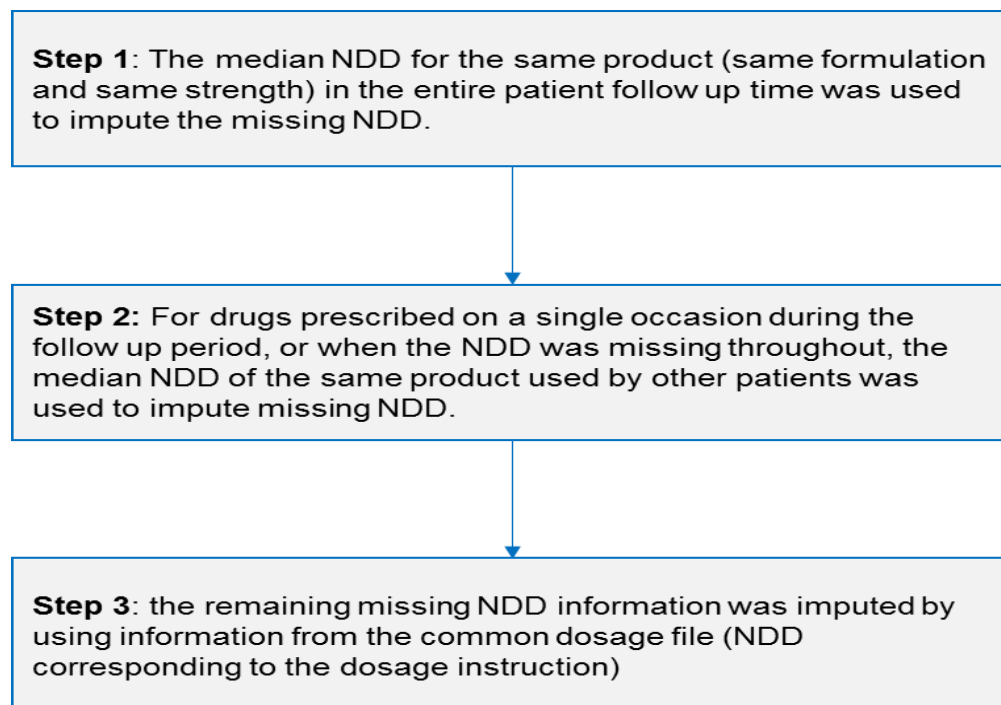 Step 1: The median NDD for the same product (same formulation
and same strength) in the entire patient follow up time was used
to impute the missing NDD.
Step 2: For drugs prescribed on a single occasion during the
follow up period, or when the NDD was missing throughout, the
median NDD of the same product used by other patients was
used to impute missing NDD.
Step 3: the remaining missing NDD information was imputed by
using information from the common dosage file (NDD
corresponding to the dosage instruction)